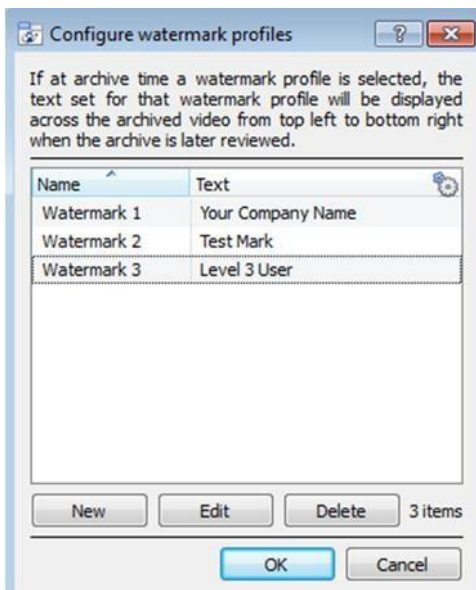 Configure watermark profiles
If at archive time a watermark profile is selected, the
text set for that watermark profile will be displayed
across the archived video from top left to bottom right
when the archive is later reviewed.
Name Text
Watermark 1 Your Company Name
Watermark 2 Test Mark
Watermark 3 Level 3 User
New Edit Delete 3 items
OK Cancel